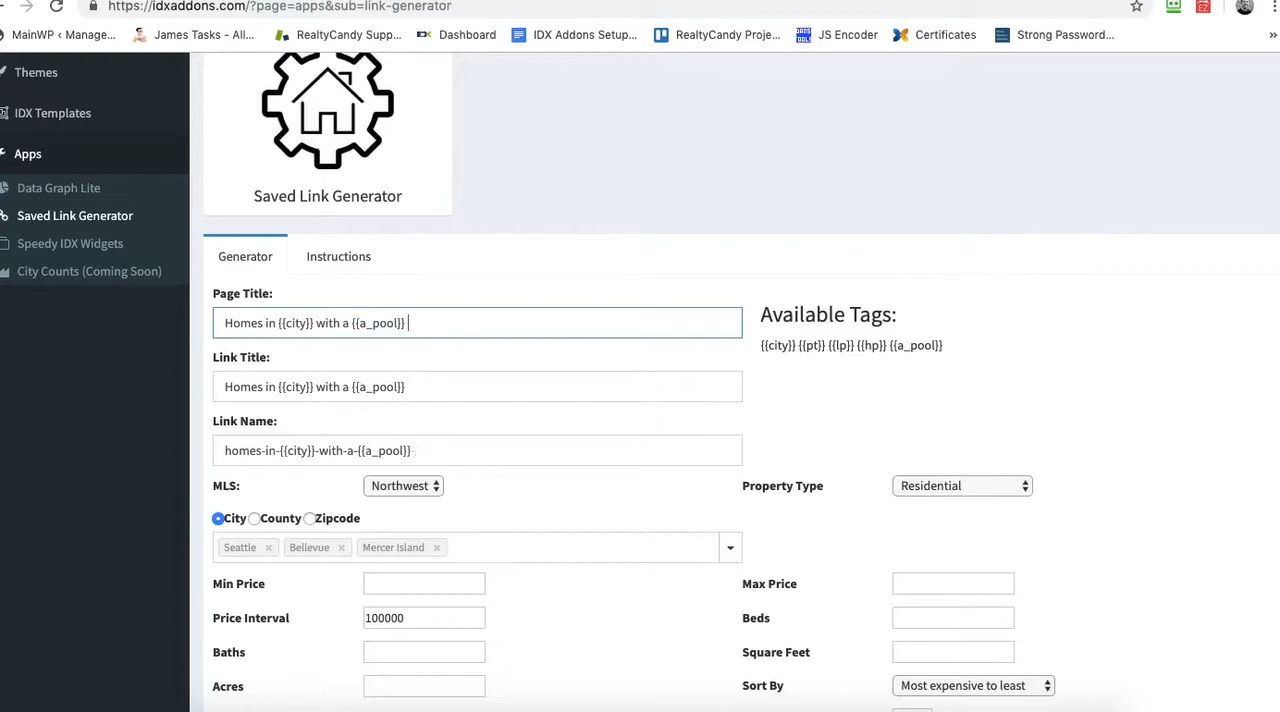 https://idxaddons.com/?page=apps&sub=link-generator
MainWP ‹ Manage... James Tasks - All... RealtyCandy Supp... Dashboard IDX Addons Setup... RealtyCandy Proje... JS Encoder Certificates Strong Password... »
Themes
IDX Templates
Apps
Data Graph Lite
Saved Link Generator
Speedy IDX Widgets
City Counts (Coming Soon)
Saved Link Generator
Generator Instructions
Page Title:
Homes in {{city}} with a {{a_pool}}
Available Tags:
{{city}} {{pt}} {{lp}} {{hp}} {{a_pool}}
Link Title:
Homes in {{city}} with a {{a_pool}}
Link Name:
homes-in-{{city}}-with-a-{{a_pool}}
MLS: Northwest Property Type Residential
City County Zipcode
Seattle × Bellevue × Mercer Island ×
Min Price Max Price
Price Interval 100000 Beds
Baths Square Feet
Acres Sort By Most expensive to least